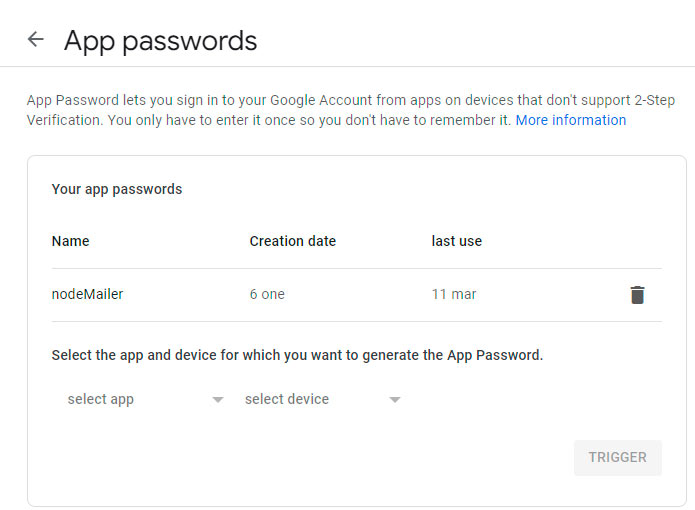 App passwords
App Password lets you sign in to your Google Account from apps on devices that don't support 2-Step
Verification. You only have to enter it once so you don't have to remember it. More information
Your app passwords
Name Creation date last use
nodeMailer 6 one 11 mar
Select the app and device for which you want to generate the App Password.
select app select device
TRIGGER